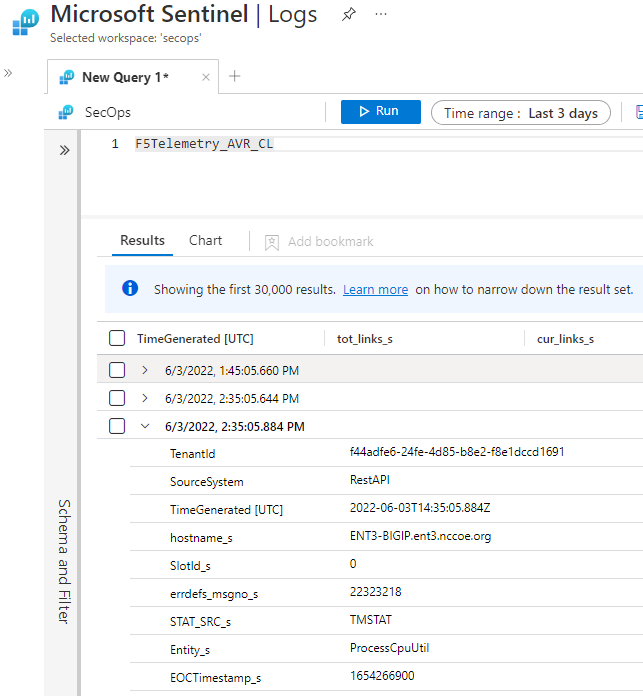 Microsoft Sentinel | Logs
Selected workspace: 'secops'
New Query 1*
SecOps
Run
Time range : Last 3 days
1 F5Telemetry_AVR_CL
Results Chart Add bookmark
Showing the first 30,000 results. Learn more on how to narrow down the result set.
TimeGenerated [UTC] tot_links_s cur_links_s
6/3/2022, 1:45:05.660 PM
6/3/2022, 2:35:05.644 PM
6/3/2022, 2:35:05.884 PM
TenantId f44adfe6-24fe-4d85-b8e2-f8e1dccd1691
SourceSystem RestAPI
TimeGenerated [UTC] 2022-06-03T14:35:05.884Z
hostname_s ENT3-BIGIP.ent3.nccoe.org
SlotId_s 0
errdefs_msgno_s 22323218
STAT_SRC_s TMSTAT
Entity_s ProcessCpuUtil
EOCTimestamp_s 1654266900
Schema and Filter